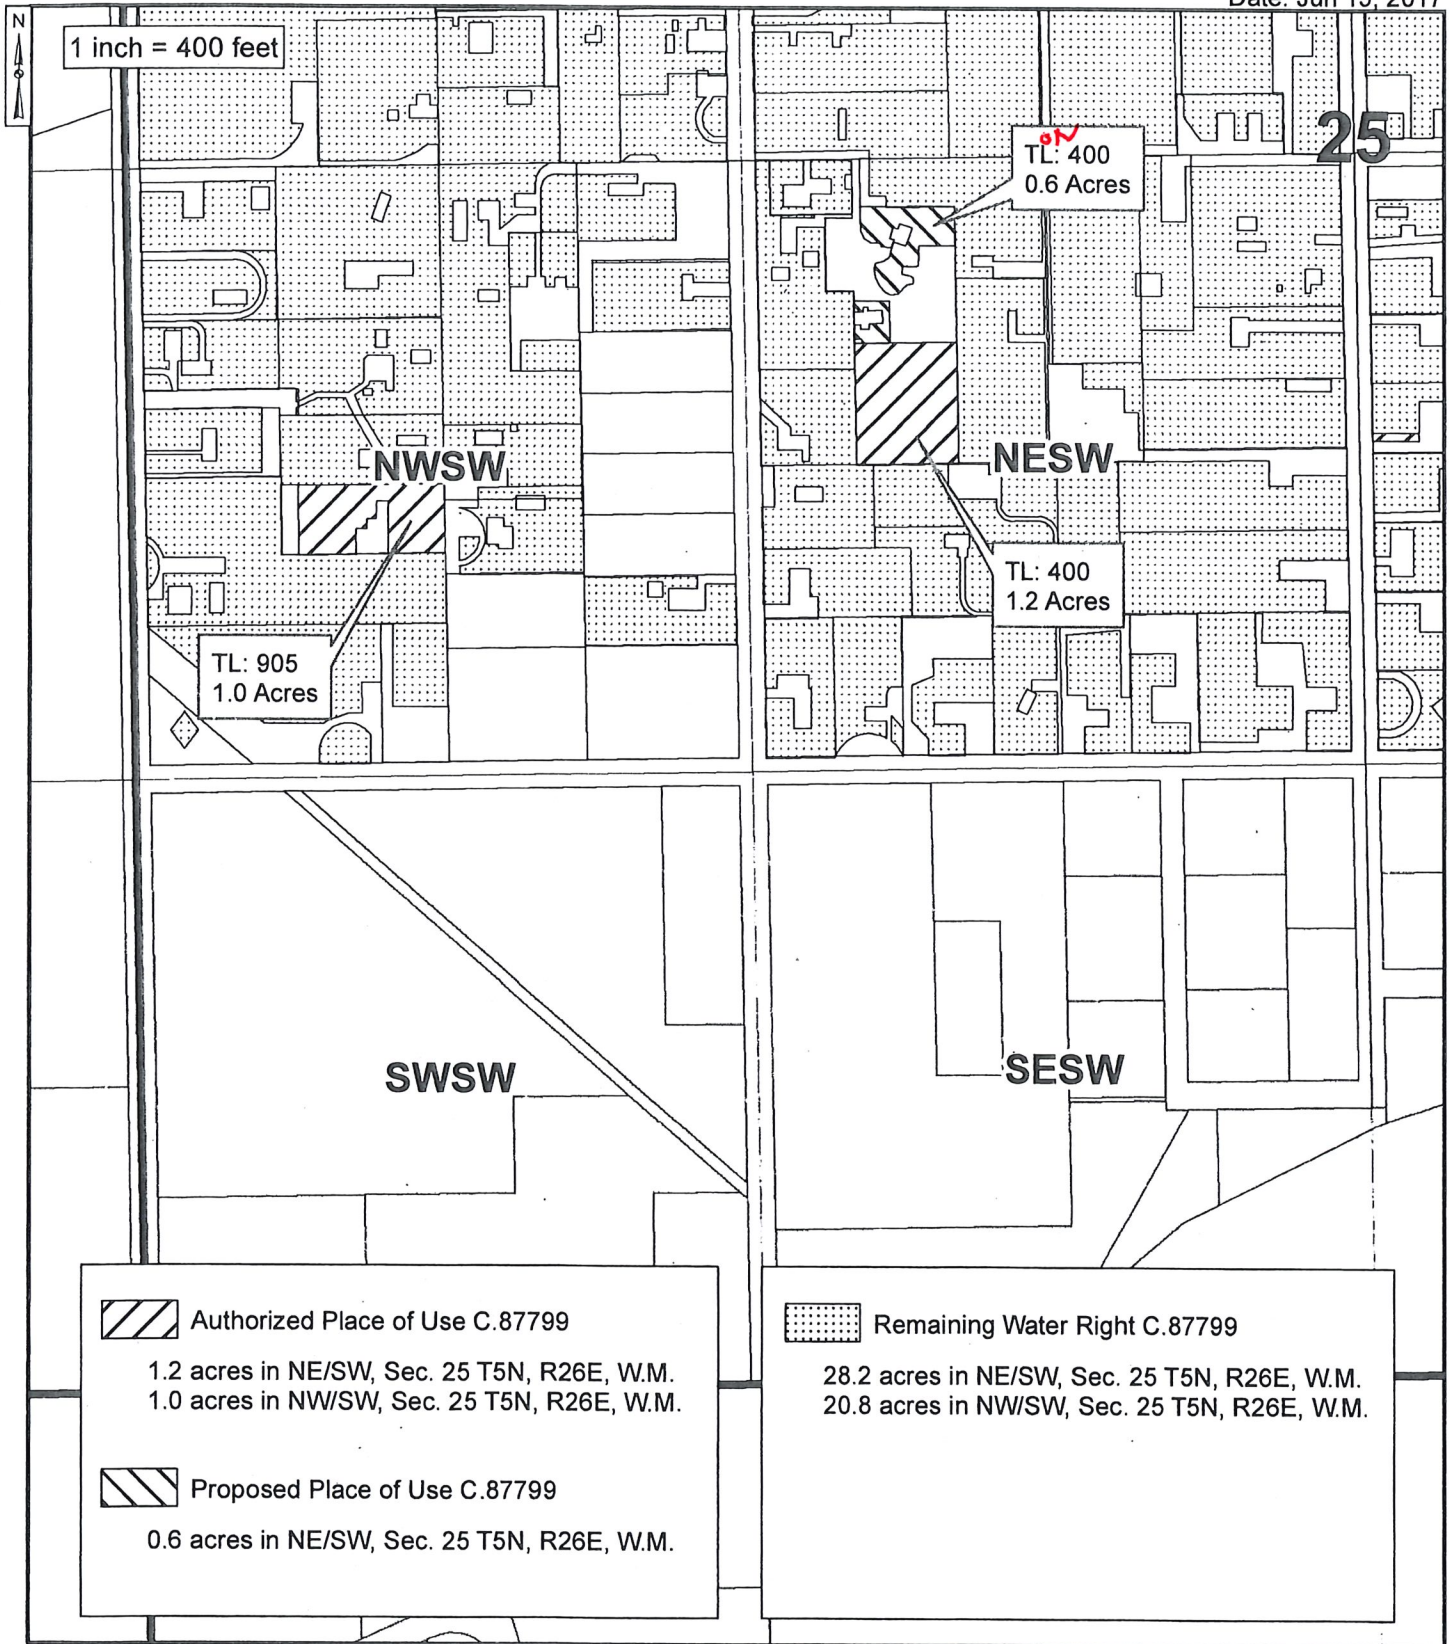 Date: Jun 19, 2017
N
1 inch = 400 feet
25
ON
TL: 400
0.6 Acres
NWSW
NESW
TL: 400
1.2 Acres
TL: 905
1.0 Acres
SWSW
SESW
Authorized Place of Use C.87799
1.2 acres in NE/SW, Sec. 25 T5N, R26E, W.M.
1.0 acres in NW/SW, Sec. 25 T5N, R26E, W.M.
Proposed Place of Use C.87799
0.6 acres in NE/SW, Sec. 25 T5N, R26E, W.M.
Remaining Water Right C.87799
28.2 acres in NE/SW, Sec. 25 T5N, R26E, W.M.
20.8 acres in NW/SW, Sec. 25 T5N, R26E, W.M.